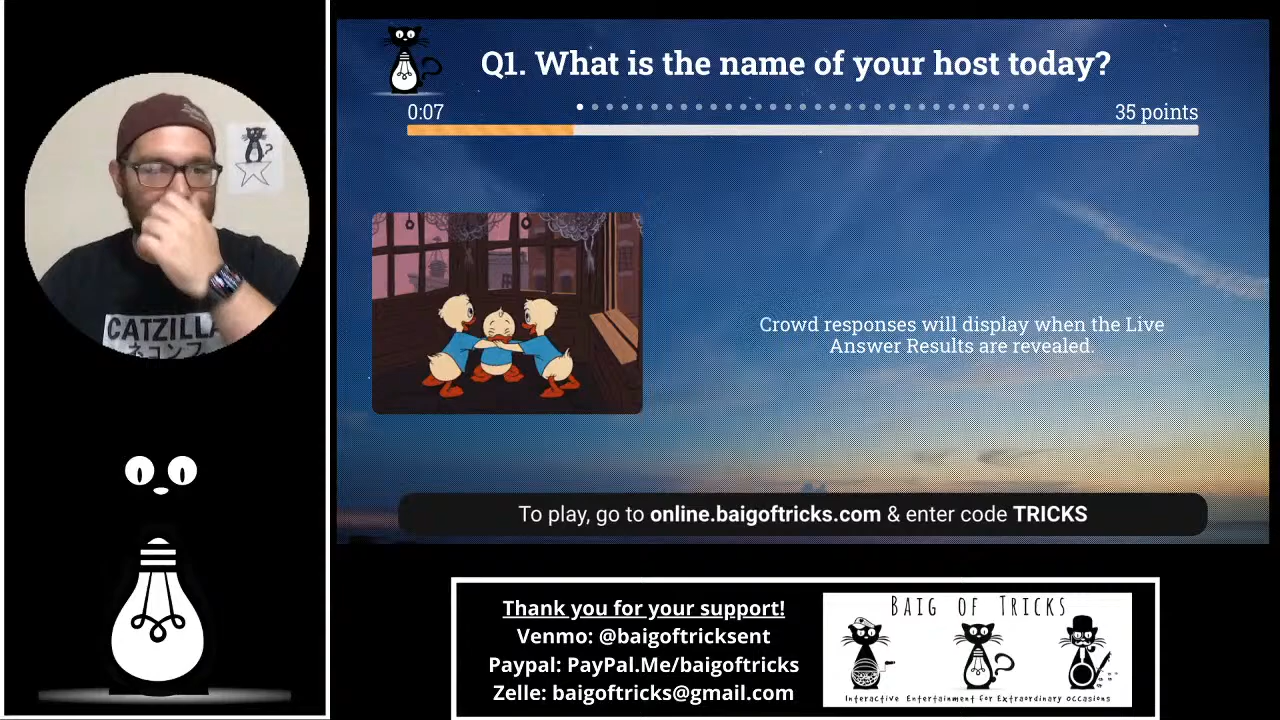 CATZILLA
Q1. What is the name of your host today?
0:07
35 points
Crowd responses will display when the Live
Answer Results are revealed.
To play, go to online.baigoftricks.com & enter code TRICKS
Thank you for your support!
Venmo: @baigoftricksent
Paypal: PayPal.Me/baigoftricks
Zelle: baigoftricks@gmail.com
BAIG OF TRICKS
Interactive Entertainment for Extraordinary Occasions